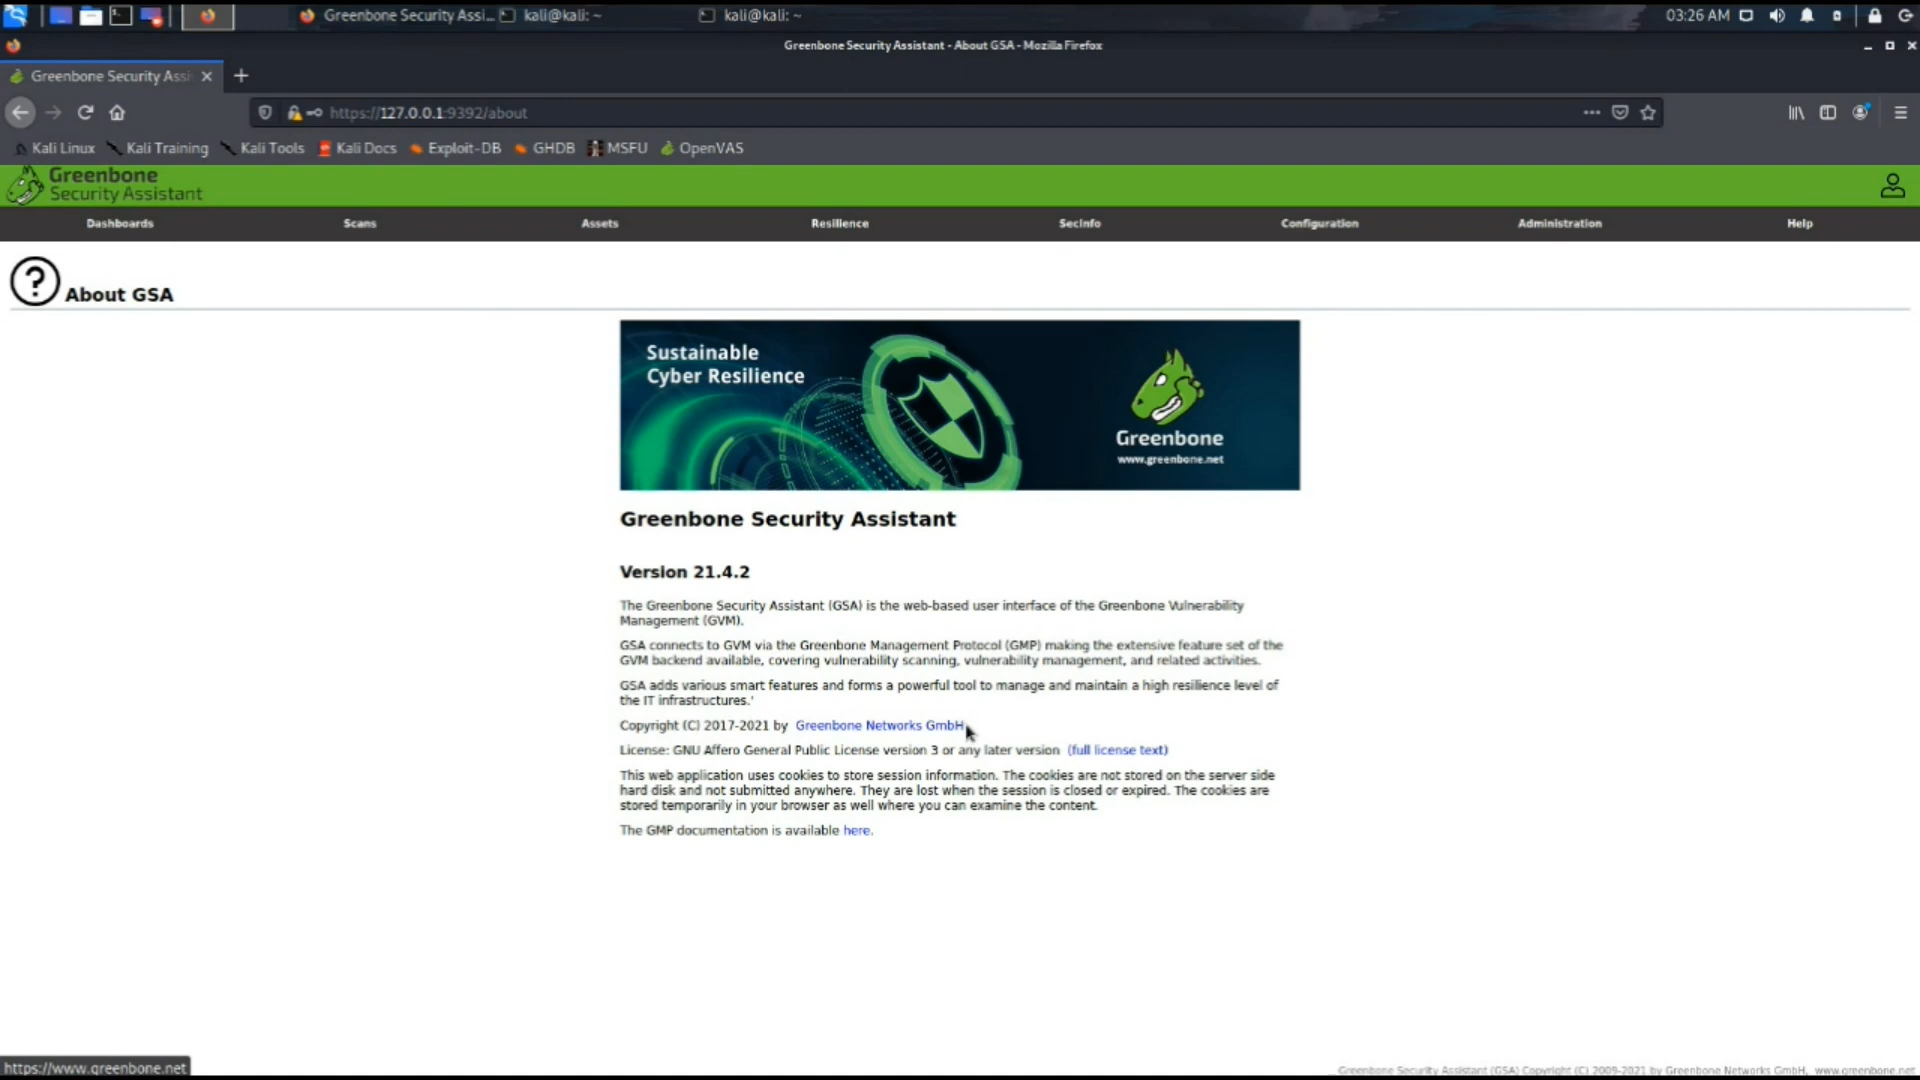 Greenbone Security Assi...
kali@kali: ~
kali@kali: ~
03:26 AM
Greenbone Security Assistant - About GSA - Mozilla Firefox
Greenbone Security Assi
https://127.0.0.1:9392/about
Kali Linux
Kali Training
Kali Tools
Kali Docs
Exploit-DB
GHDB
MSFU
OpenVAS
Greenbone
Security Assistant
Dashboards
Scans
Assets
Resilience
SecInfo
Configuration
Administration
Help
About GSA
Sustainable
Cyber Resilience
Greenbone
www.greenbone.net
Greenbone Security Assistant
Version 21.4.2
The Greenbone Security Assistant (GSA) is the web-based user interface of the Greenbone Vulnerability
Management (GVM).
GSA connects to GVM via the Greenbone Management Protocol (GMP) making the extensive feature set of the
GVM backend available, covering vulnerability scanning, vulnerability management, and related activities.
GSA adds various smart features and forms a powerful tool to manage and maintain a high resilience level of
the IT infrastructures.'
Copyright (C) 2017-2021 by Greenbone Networks GmbH
License: GNU Affero General Public License version 3 or any later version (full license text)
This web application uses cookies to store session information. The cookies are not stored on the server side
hard disk and not submitted anywhere. They are lost when the session is closed or expired. The cookies are
stored temporarily in your browser as well where you can examine the content.
The GMP documentation is available here.
https://www.greenbone.net
Greenbone Security Assistant (GSA) Copyright (C) 2009-2021 by Greenbone Networks GmbH, www.greenbone.net